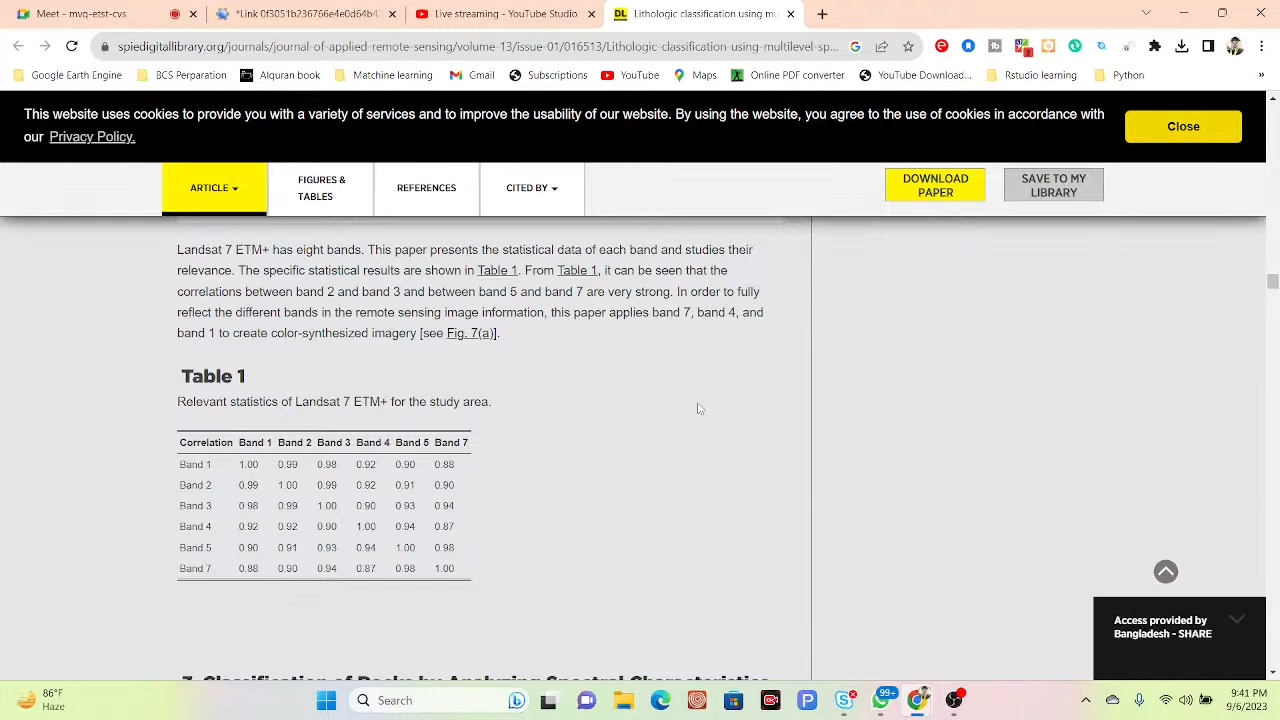 Meet - mvq-etst-
*Link 0f3051b23676e4e0d64b4
Live streaming - YouTube Studio
DL Lithologic classification using mu
Remote-sensing/volume-13/issue-01/016513/Lithologic-classification-using-multilevel-sp...
Google Earth Engine
BCS Perparation
Alquran book
Matchine learning
Gmail
Subscriptions
YouTube
Maps
Online PDF converter
YouTube Download...
Rstudio learning
Python
»
This website uses cookies to provide you with a variety of services and to improve the usability of our website. By using the website, you agree to the use of cookies in accordance with
our Privacy Policy.
Close
ARTICLE
FIGURES &
TABLES
REFERENCES
CITED BY
DOWNLOAD
PAPER
SAVE TO MY
LIBRARY
Landsat 7 ETM+ has eight bands. This paper presents the statistical data of each band and studies their
relevance. The specific statistical results are shown in Table 1. From Table 1, it can be seen that the
correlations between band 2 and band 3 and between band 5 and band 7 are very strong. In order to fully
reflect the different bands in the remote sensing image information, this paper applies band 7, band 4, and
band 1 to create color-synthesized imagery [see Fig. 7(a)].
Table 1
Relevant statistics of Landsat 7 ETM+ for the study area.
Correlation Band 1 Band 2 Band 3 Band 4 Band 5 Band 7
Band 1 1.00 0.99 0.98 0.92 0.90 0.88
Band 2 0.99 1.00 0.99 0.92 0.91 0.90
Band 3 0.98 0.99 1.00 0.90 0.93 0.94
Band 4 0.92 0.92 0.90 1.00 0.94 0.87
Band 5 0.90 0.91 0.93 0.94 1.00 0.98
Band 7 0.88 0.90 0.94 0.87 0.98 1.00
Access provided by
Bangladesh - SHARE
86°F
Haze
Search
99+
9:41 PM
9/6/2023